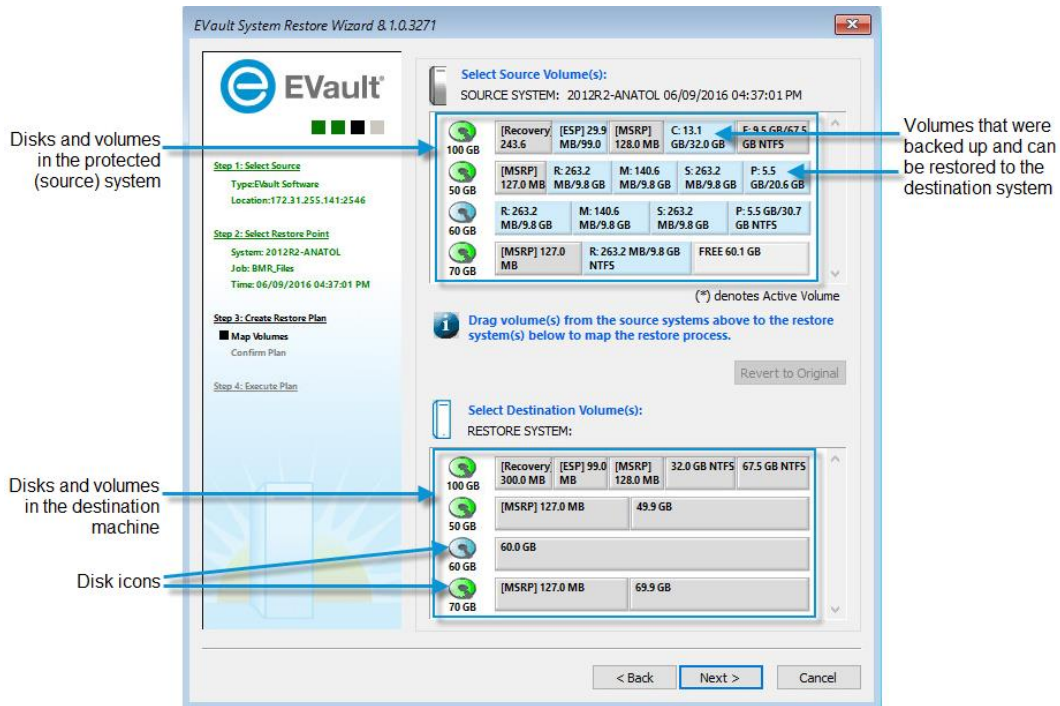 EVault System Restore Wizard 8.1.0.3271
EVault
Step 1: Select Source
Type:EVault Software
Location:172.31.255.141:2546
Step 2: Select Restore Point
System: 2012R2-ANATOL
Job: BMR_Files
Time: 06/09/2016 04:37:01 PM
Step 3: Create Restore Plan
Map Volumes
Confirm Plan
Step 4: Execute Plan
Select Source Volume(s):
SOURCE SYSTEM: 2012R2-ANATOL 06/09/2016 04:37:01 PM
100 GB
[Recovery]
243.6
[ESP] 29.9
MB/99.0
[MSRP]
128.0 MB
C: 13.1
GB/32.0 GB
E: 9.5 GB/67.5
GB NTFS
50 GB
[MSRP]
127.0 MB
R: 263.2
MB/9.8 GB
M: 140.6
MB/9.8 GB
S: 263.2
MB/9.8 GB
P: 5.5
GB/20.6 GB
60 GB
R: 263.2
MB/9.8 GB
M: 140.6
MB/9.8 GB
S: 263.2
MB/9.8 GB
P: 5.5 GB/30.7
GB NTFS
70 GB
[MSRP] 127.0
MB
R: 263.2 MB/9.8 GB
NTFS
FREE 60.1 GB
(*) denotes Active Volume
Drag volume(s) from the source systems above to the restore
system(s) below to map the restore process.
Revert to Original
Select Destination Volume(s):
RESTORE SYSTEM:
100 GB
[Recovery]
300.0 MB
[ESP] 99.0
MB
[MSRP]
128.0 MB
32.0 GB NTFS
67.5 GB NTFS
50 GB
[MSRP] 127.0 MB
49.9 GB
60 GB
60.0 GB
70 GB
[MSRP] 127.0 MB
69.9 GB
< Back
Next >
Cancel
Disks and volumes
in the protected
(source) system
Volumes that were
backed up and can
be restored to the
destination system
Disks and volumes
in the destination
machine
Disk icons